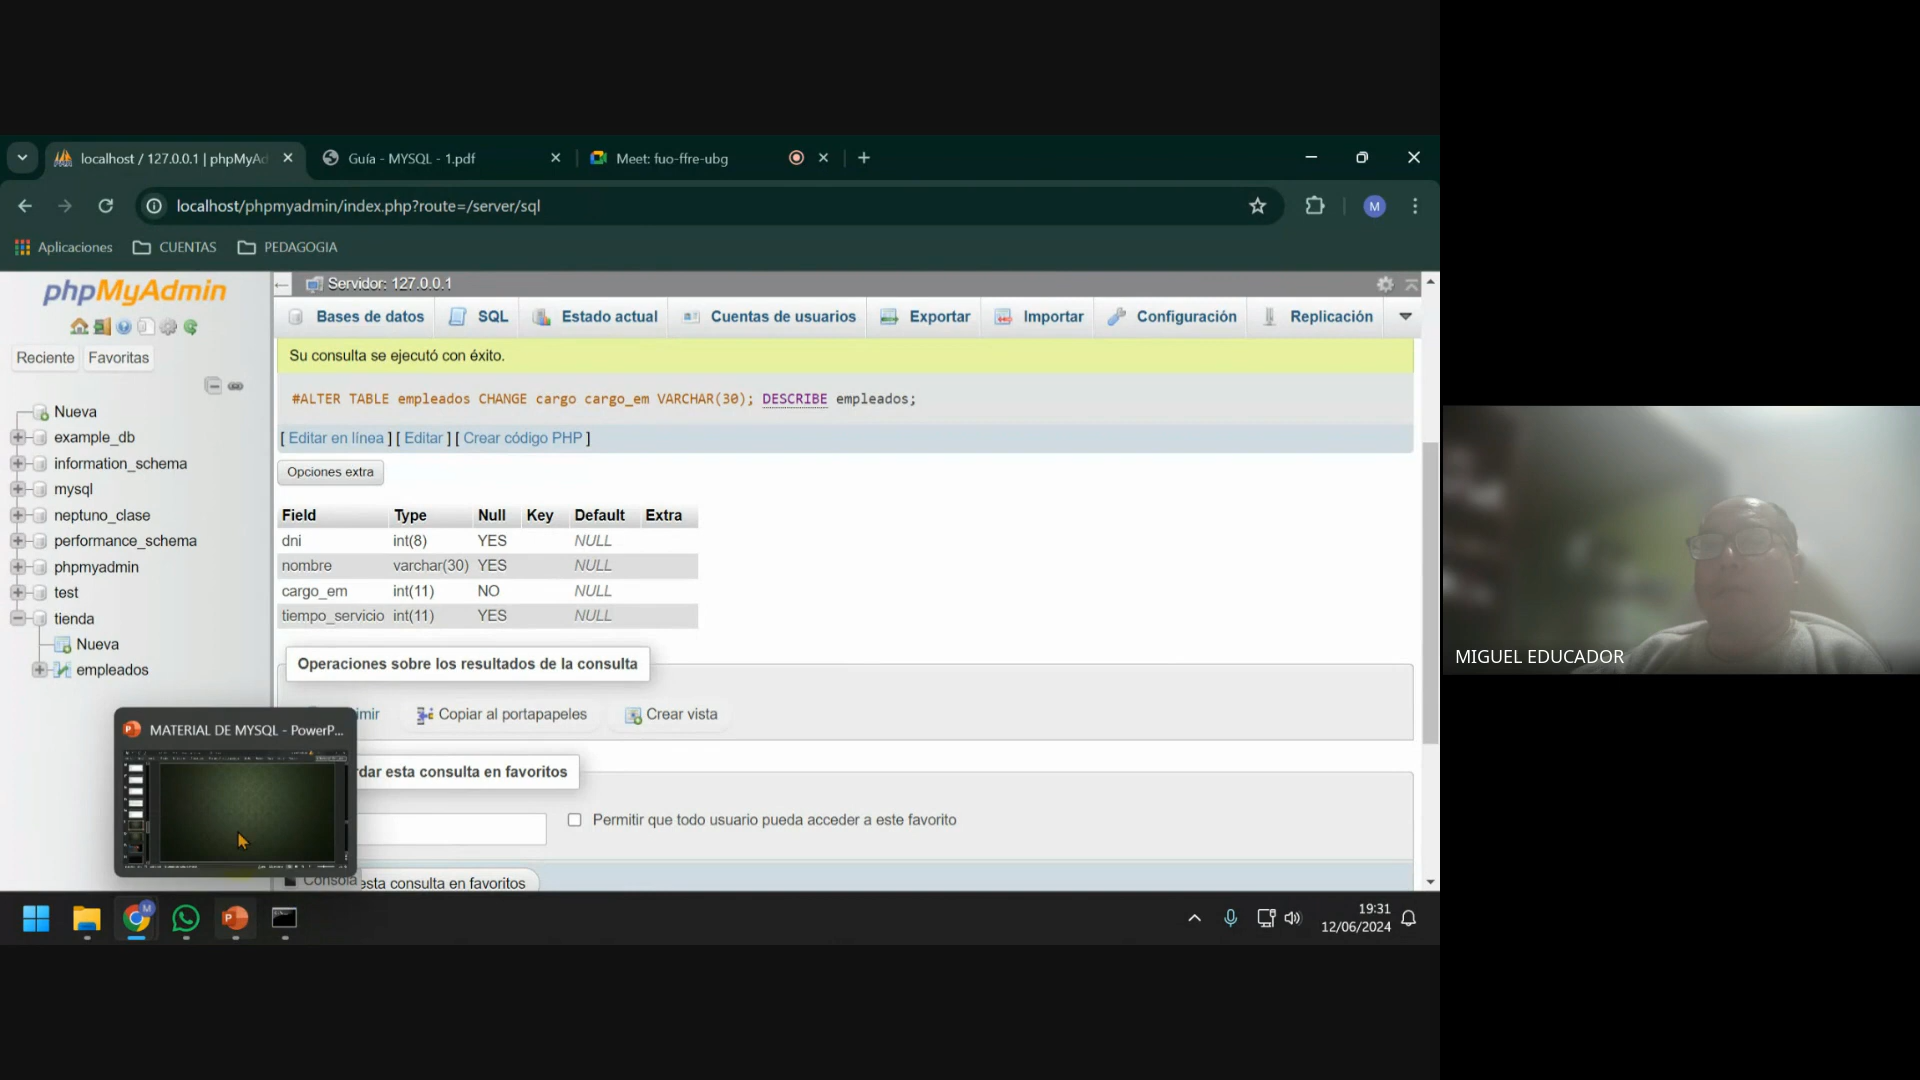 localhost / 127.0.0.1 | phpMyAd
Guía - MYSQL - 1.pdf
Meet: fuo-ffre-ubg
localhost/phpmyadmin/index.php?route=/server/sql
M
Aplicaciones
CUENTAS
PEDAGOGIA
phpMyAdmin
Reciente
Favoritas
Nueva
example_db
information_schema
mysql
neptuno_clase
performance_schema
phpmyadmin
test
tienda
Nueva
empleados
Servidor: 127.0.0.1
Bases de datos
SQL
Estado actual
Cuentas de usuarios
Exportar
Importar
Configuración
Replicación
Su consulta se ejecutó con éxito.
#ALTER TABLE empleados CHANGE cargo cargo_em VARCHAR(30); DESCRIBE empleados;
[ Editar en línea ] [ Editar ] [ Crear código PHP ]
Opciones extra
Field Type Null Key Default Extra
dni int(8) YES NULL
nombre varchar(30) YES NULL
cargo_em int(11) NO NULL
tiempo_servicio int(11) YES NULL
Operaciones sobre los resultados de la consulta
imir
Copiar al portapapeles
Crear vista
rdar esta consulta en favoritos
Permitir que todo usuario pueda acceder a este favorito
Consola
esta consulta en favoritos
MATERIAL DE MYSQL - PowerP...
19:31
12/06/2024
MIGUEL EDUCADOR